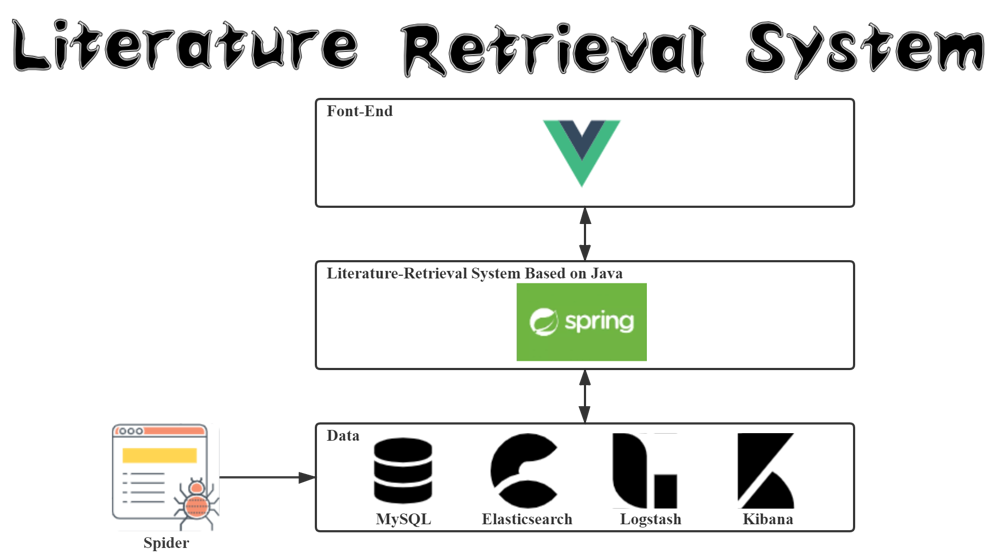 Literature Retrieval System
Font-End
Literature-Retrieval System Based on Java
spring
Data
MySQL Elasticsearch Logstash Kibana
Spider